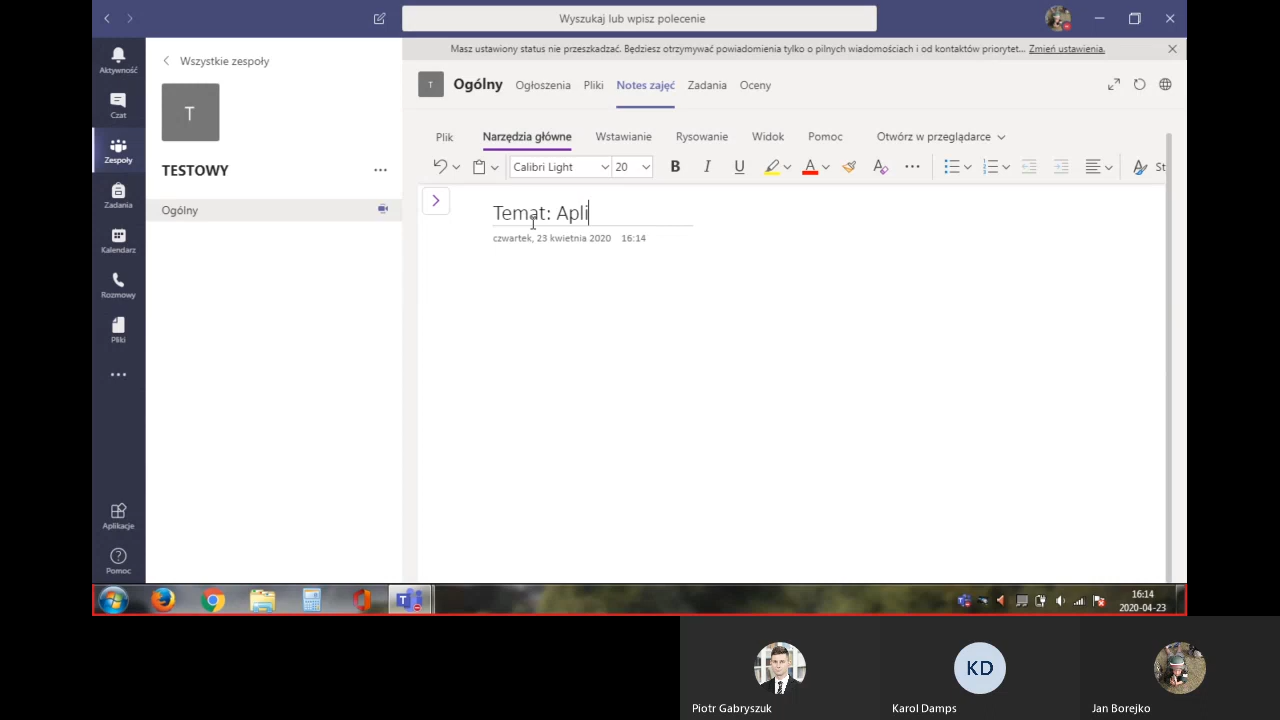 Wyszukaj lub wpisz polecenie
Masz ustawiony status nie przeszkadzać. Będziesz otrzymywać powiadomienia tylko o pilnych wiadomościach i od kontaktów priorytet... Zmień ustawienia.
Aktywność
Czat
Zespoły
Zadania
Kalendarz
Rozmowy
Pliki
Aplikacje
Pomoc
Wszystkie zespoły
T
TESTOWY
Ogólny
T Ogólny Ogłoszenia Pliki Notes zajęć Zadania Oceny
Plik Narzędzia główne Wstawianie Rysowanie Widok Pomoc Otwórz w przeglądarce
Calibri Light 20 B I U A A St
Temat: Apli
czwartek, 23 kwietnia 2020 16:14
T
16:14
2020-04-23
KD
Piotr Gabryszuk Karol Damps Jan Borejko